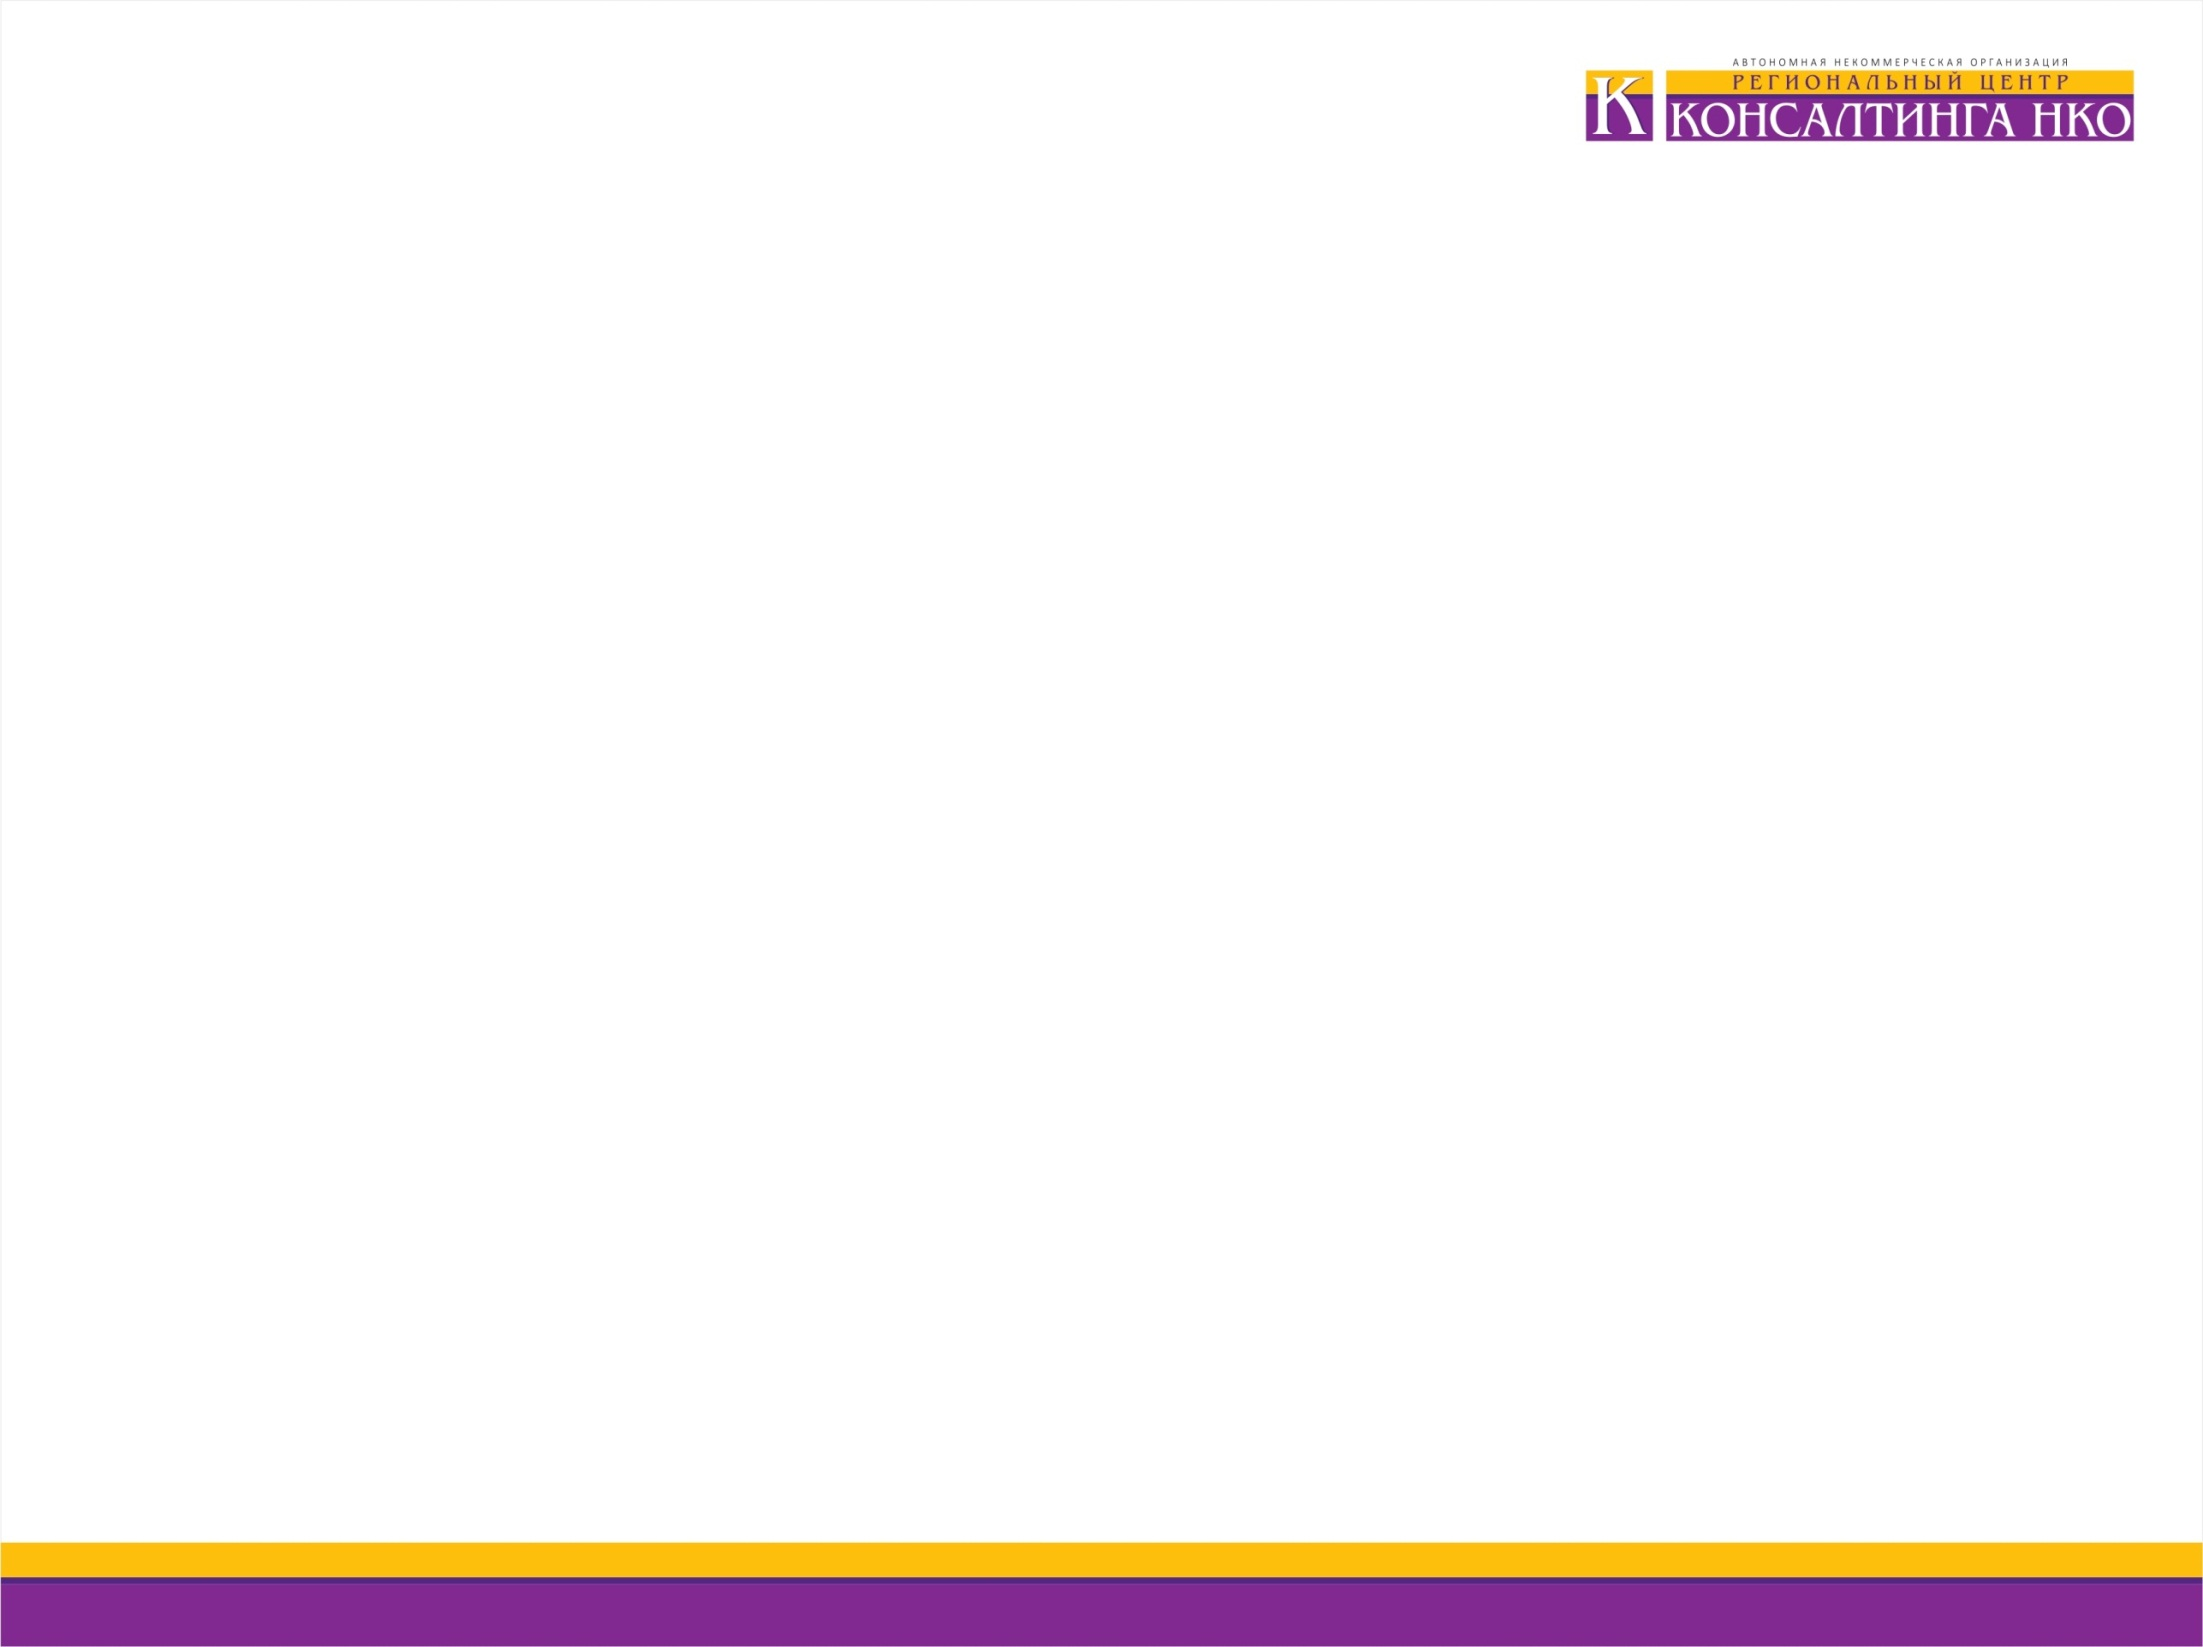 АВТОНОМНАЯ НЕКОММЕРЧЕСКАЯ ОРГАНИЗАЦИЯ
К
РЕГИОНАЛЬНЫЙ ЦЕНТР
КОНСАЛТИНГА НКО